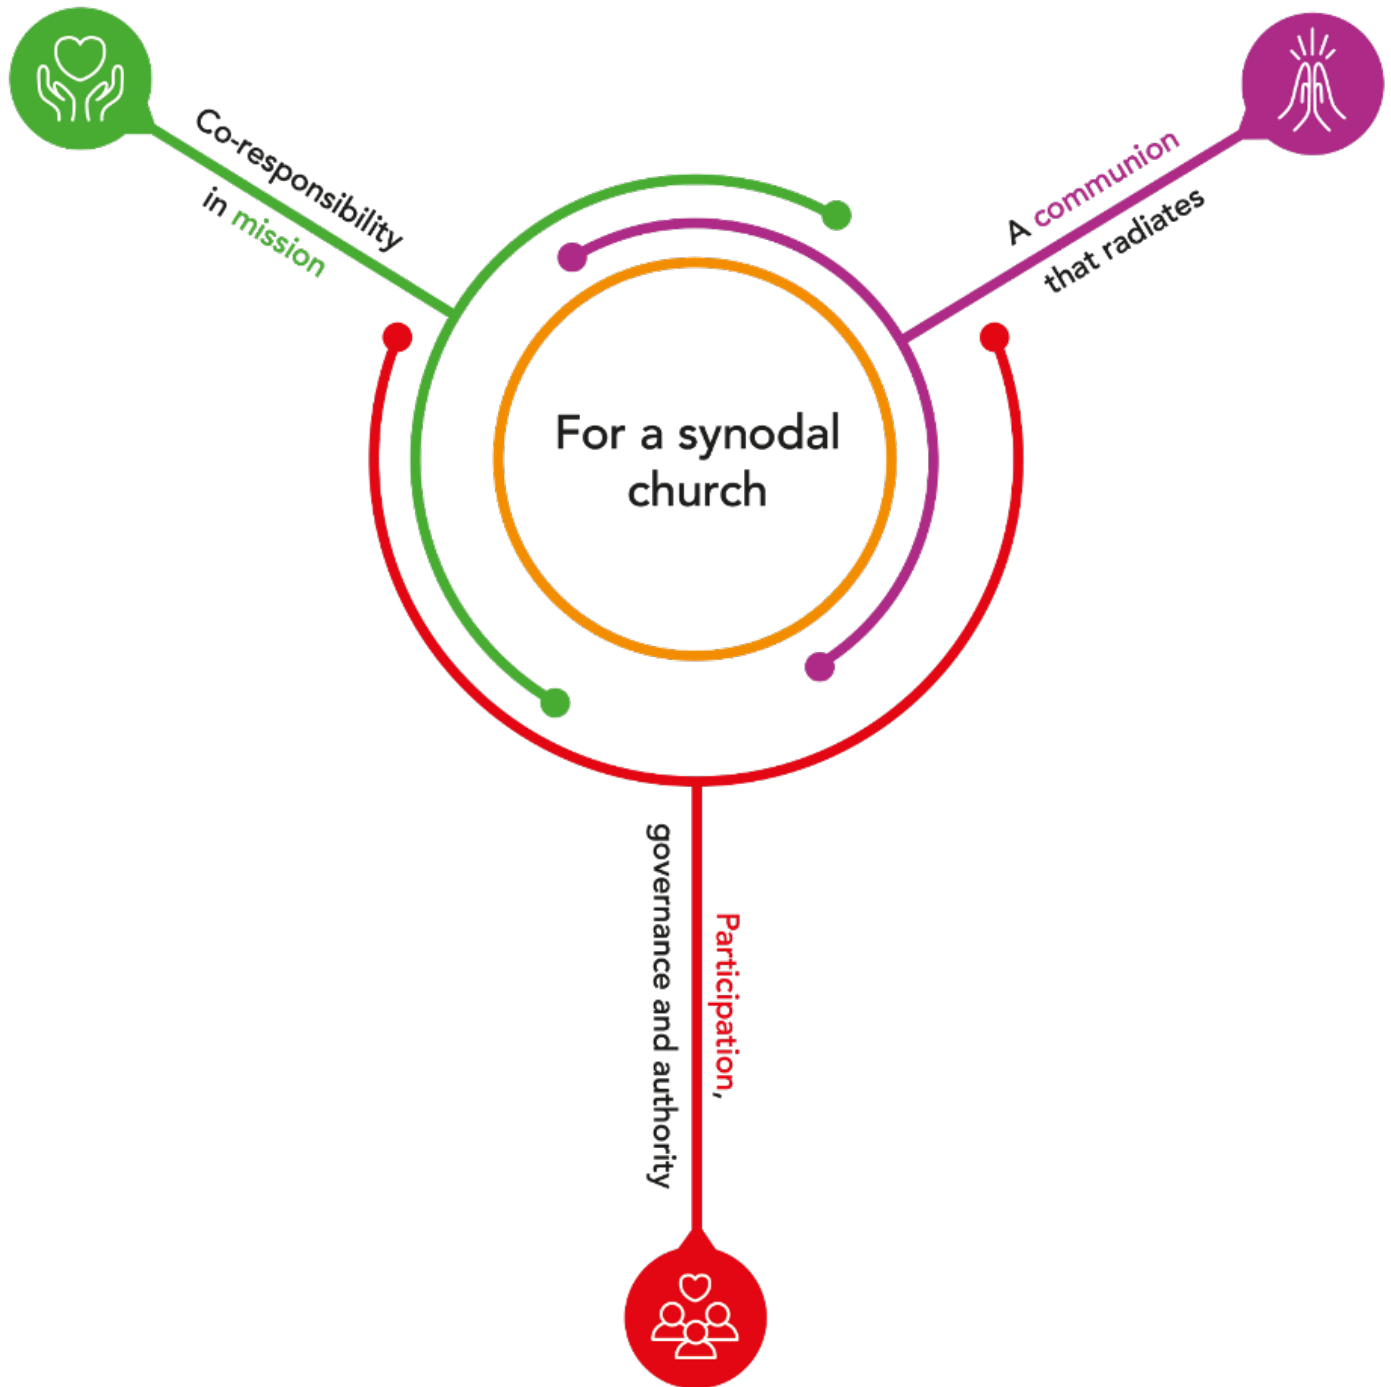 Co-responsibility
in mission
A communion
that radiates
For a synodal
church
Participation,
governance and authority